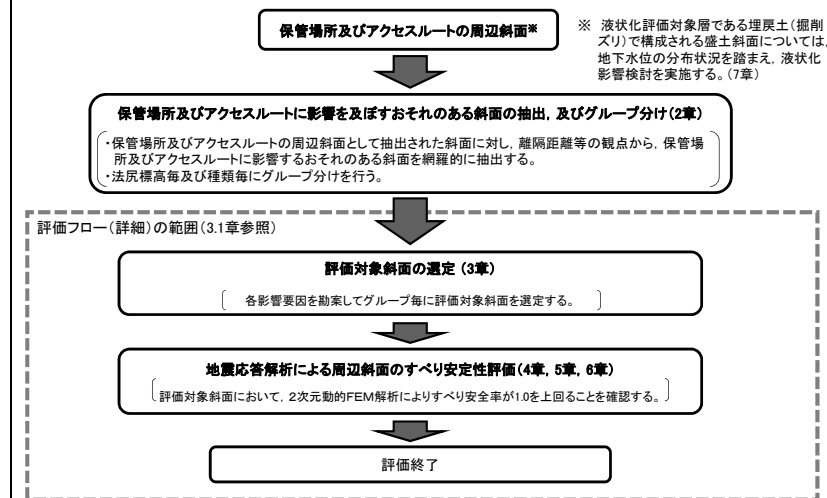 保管場所及びアクセスルートの周辺斜面※
※ 液状化評価対象層である埋戻土（掘削
ズリ）で構成される盛土斜面については，
地下水位の分布状況を踏まえ，液状化
影響検討を実施する。（7章）
保管場所及びアクセスルートに影響を及ぼすおそれのある斜面の抽出，及びグループ分け（2章）
・保管場所及びアクセスルートの周辺斜面として抽出された斜面に対し，離隔距離等の観点から，保管場
所及びアクセスルートに影響するおそれのある斜面を網羅的に抽出する。
・法尻標高毎及び種類毎にグループ分けを行う。
評価フロー（詳細）の範囲（3.1章参照）
評価対象斜面の選定（3章）
各影響要因を勘案してグループ毎に評価対象斜面を選定する。
地震応答解析による周辺斜面のすべり安定性評価（4章，5章，6章）
評価対象斜面において，２次元動的FEM解析によりすべり安全率が1.0を上回ることを確認する。
評価終了